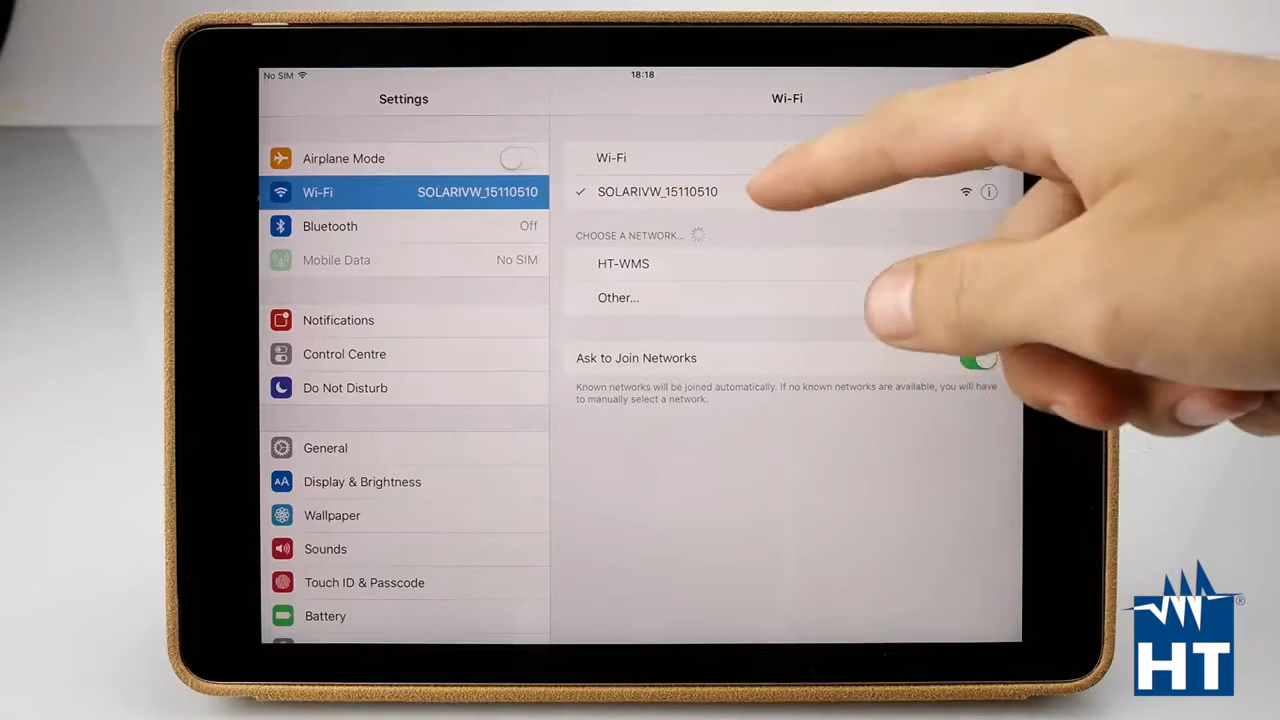 No SIM
18:18
Settings
Wi-Fi
Airplane Mode
Wi-Fi SOLARIVW_15110510
Bluetooth Off
Mobile Data No SIM
Notifications
Control Centre
Do Not Disturb
General
AA Display & Brightness
Wallpaper
Sounds
Touch ID & Passcode
Battery
Wi-Fi
SOLARIVW_15110510
CHOOSE A NETWORK...
HT-WMS
Other...
Ask to Join Networks
Known networks will be joined automatically. If no known networks are available, you will have
to manually select a network.
HT
®